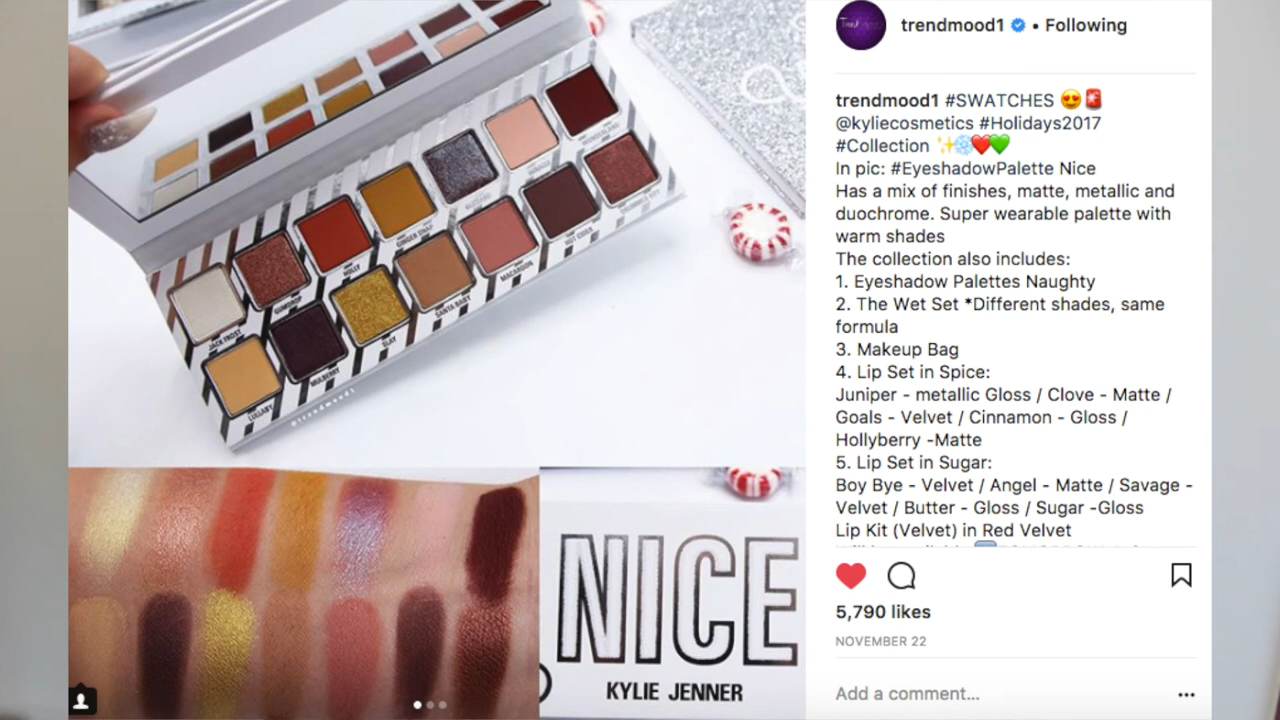 trendmood1 • Following
trendmood1 #SWATCHES 😍🚨
@kyliecosmetics #Holidays2017
#Collection ✨❄️❤️💚
In pic: #EyeshadowPalette Nice
Has a mix of finishes, matte, metallic and
duochrome. Super wearable palette with
warm shades
The collection also includes:
1. Eyeshadow Palettes Naughty
2. The Wet Set *Different shades, same
formula
3. Makeup Bag
4. Lip Set in Spice:
Juniper - metallic Gloss / Clove - Matte /
Goals - Velvet / Cinnamon - Gloss /
Hollyberry -Matte
5. Lip Set in Sugar:
Boy Bye - Velvet / Angel - Matte / Savage -
Velvet / Butter - Gloss / Sugar -Gloss
Lip Kit (Velvet) in Red Velvet
5,790 likes
NOVEMBER 22
Add a comment...
JACK FROST
GUMDROP
HOLLY
GINGER SNAP
LULLABY
MULBERRY
SLAY
SANTA BABY
MACAROON
HOT COCOA
@trendmood1
NICE
KYLIE JENNER